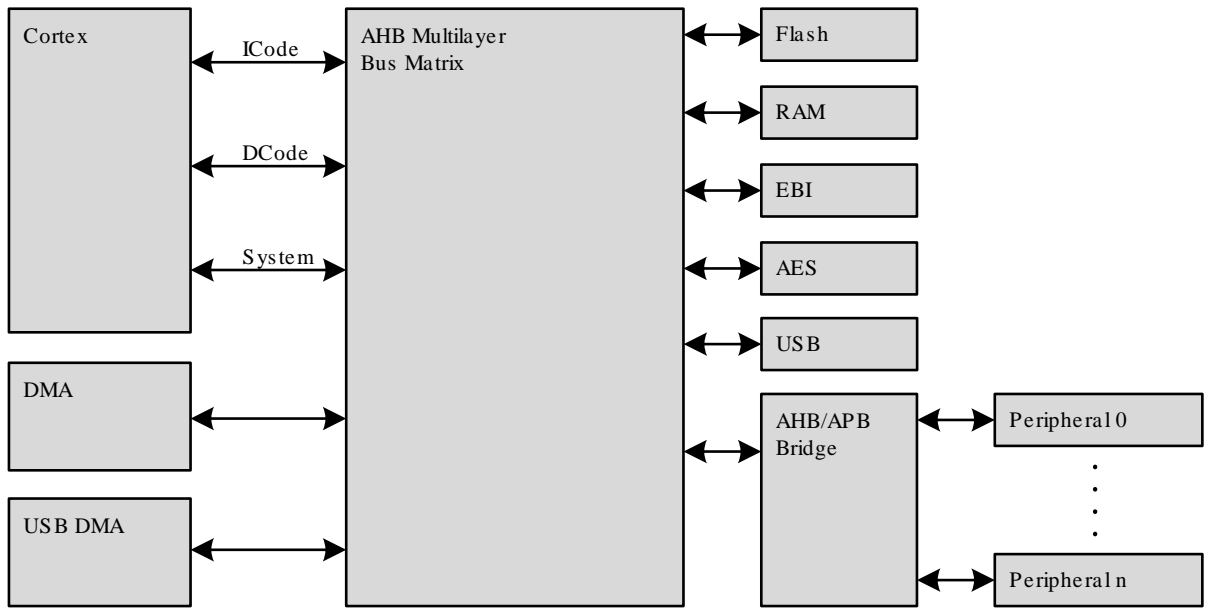 Cortex
ICode
DCode
System
DMA
USB DMA
AHB Multilayer
Bus Matrix
Flash
RAM
EBI
AES
USB
AHB/APB
Bridge
Peripheral 0
Peripheral n